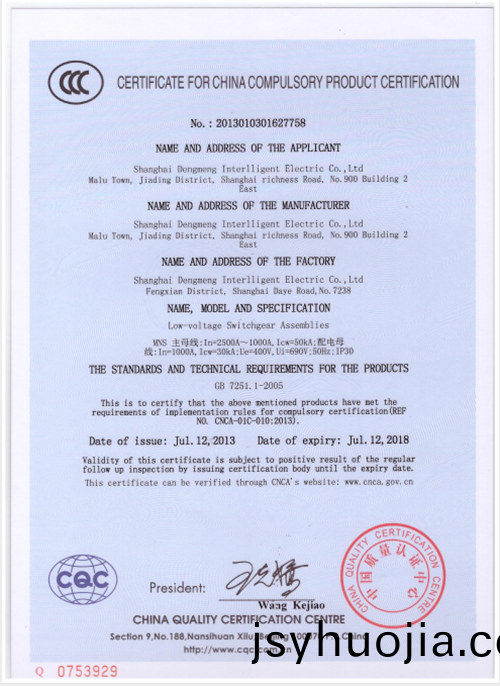 CCC
CERTIFICATE FOR CHINA COMPULSORY PRODUCT CERTIFICATION
No.: 2013010301627758
NAME AND ADDRESS OF THE APPLICANT
Shanghai Dengmeng Interlligent Electric Co.,Ltd
Malu Town, Jiading District, Shanghai richness Road, No.900 Building 2
East
NAME AND ADDRESS OF THE MANUFACTURER
Shanghai Dengmeng Interlligent Electric Co.,Ltd
Malu Town, Jiading District, Shanghai richness Road, No.900 Building 2
East
NAME AND ADDRESS OF THE FACTORY
Shanghai Dengmeng Interlligent Electric Co.,Ltd
Fengxian District, Shanghai Daye Road,No.7238
NAME, MODEL AND SPECIFICATION
Low-voltage Switchgear Assemblies
MNS 主母线:In=2500A~1000A,Icw=50kA;配电母
线:In=1000A,Icw=30kA;Ue=400V,Ui=690V;50Hz;IP30
THE STANDARDS AND TECHNICAL REQUIREMENTS FOR THE PRODUCTS
GB 7251.1-2005
This is to certify that the above mentioned products have met the
requirements of implementation rules for compulsory certification(REF
NO. CNCA-01C-010:2013).
Date of issue: Jul.12,2013 Date of expiry: Jul.12,2018
Validity of this certificate is subject to positive result of the regular
follow up inspection by issuing certification body until the expiry date.
This certificate can be verified through CNCA's website: www.cnca.gov.cn
CHINA QUALITY CERTIFICATION CENTRE
中国质量认证中心
CQC
President:
Wang Kejiao
CHINA QUALITY CERTIFICATION CENTRE
Section 9,No.188,Nansihuan Xilu, Beijing 100070 P.R.China
http://www.cqc.com.cn
jsyhuojia.com
Q 0753929